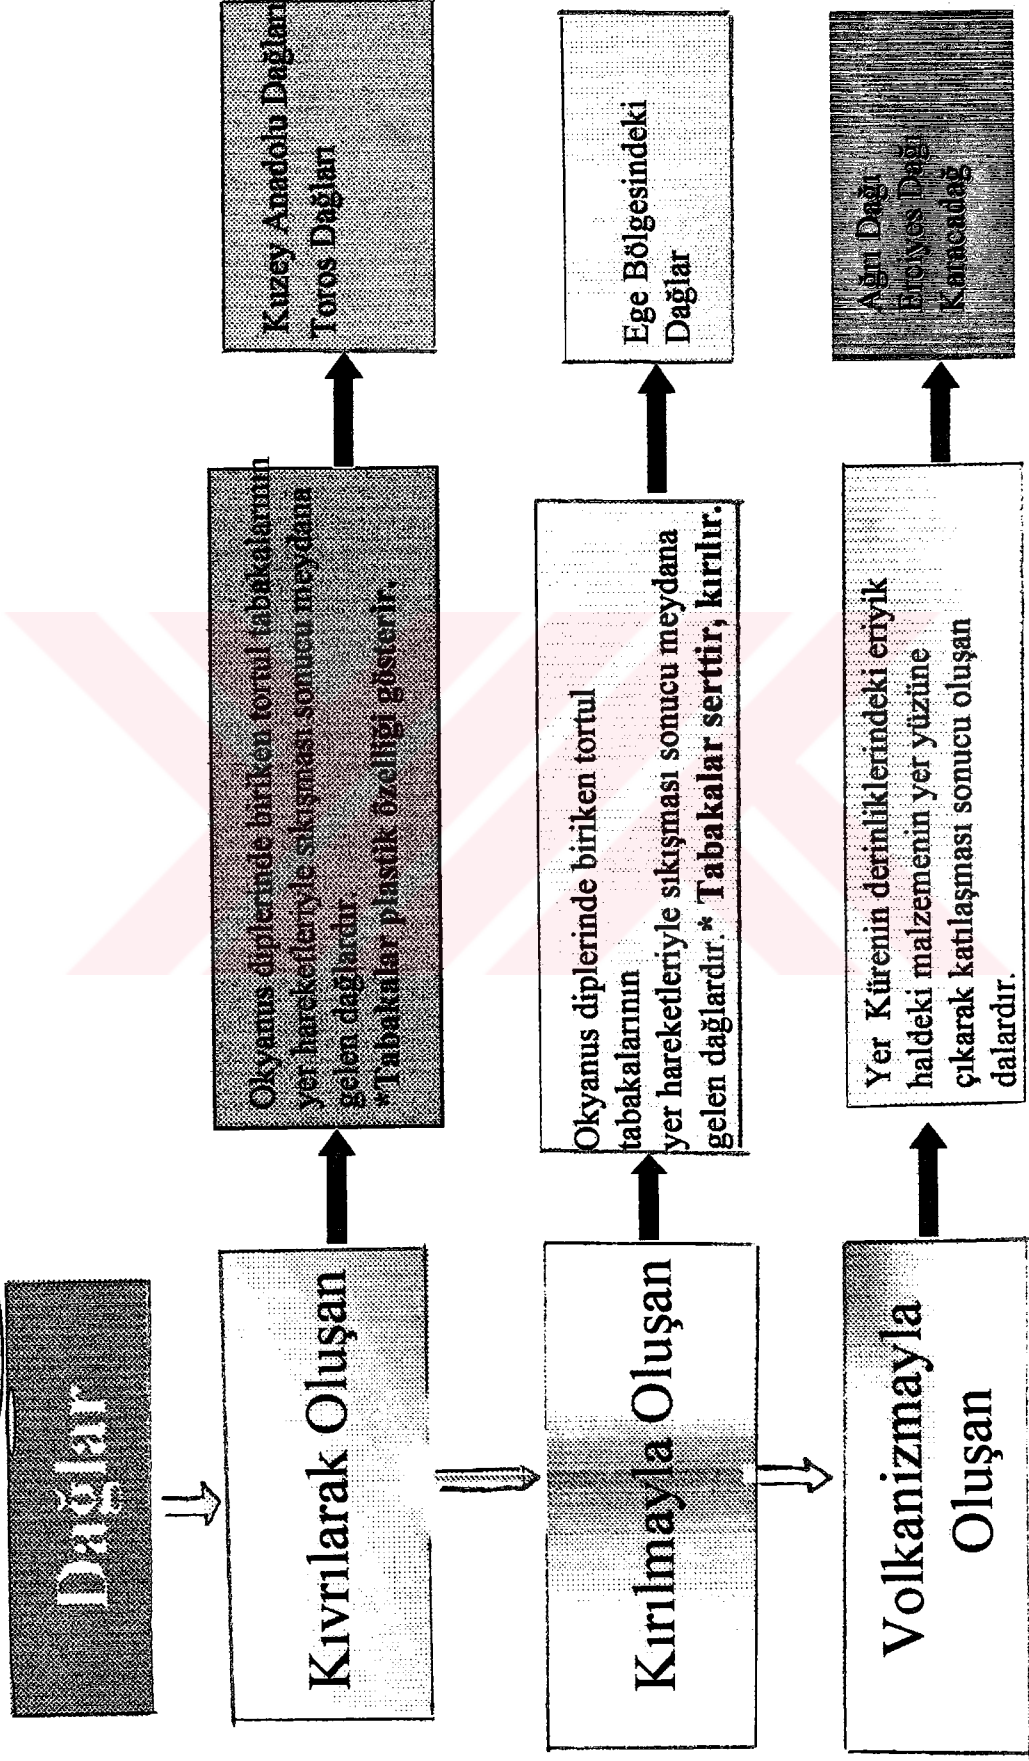 Dağlar
Kıvrılarak Oluşan
Okyanus diplerinde biriken tortul tabakalarının
yer hareketleriyle sıkışması sonucu meydana
gelen dağlardır.
*Tabakalar plastik özelliği gösterir.
Kuzey Anadolu Dağları
Toros Dağları
Kırılmayla Oluşan
Okyanus diplerinde biriken tortul
tabakalarının
yer hareketleriyle sıkışması sonucu meydana
gelen dağlardır.* Tabakalar serttir, kırılır.
Ege Bölgesindeki
Dağlar
Volkanizmayla
Oluşan
Yer Kürenin derinliklerindeki eriyik
haldeki malzemenin yer yüzüne
çıkarak katılaşması sonucu oluşan
dalardır.
Ağrı Dağı
Erciyes Dağı
Karacadağ